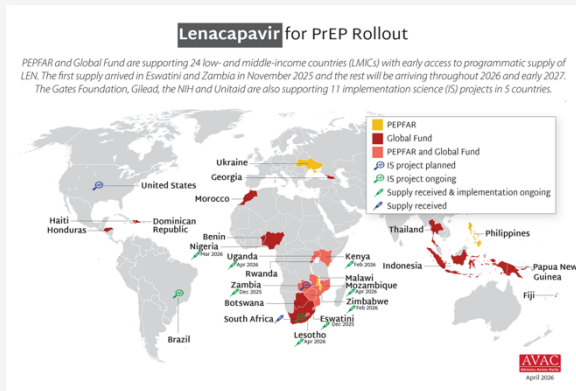 Lenacapavir for PrEP Rollout
PEPFAR and Global Fund are supporting 24 low- and middle-income countries (LMICs) with early access to programmatic supply of
LEN. The first supply arrived in Eswatini and Zambia in November 2025 and the rest will be arriving throughout 2026 and early 2027.
The Gates Foundation, Gilead, the NIH and Unitaid are also supporting 11 implementation science (IS) projects in 5 countries.
PEPFAR
Global Fund
PEPFAR and Global Fund
IS project planned
IS project ongoing
Supply received & implementation ongoing
Supply received
Ukraine
Georgia
United States
Morocco
Haiti
Honduras
Dominican
Republic
Benin
Nigeria
Mar 2026
Uganda
Apr 2026
Rwanda
Zambia
Dec 2025
Botswana
South Africa
Lesotho
Apr 2026
Eswatini
Dec 2025
Kenya
Feb 2026
Malawi
Mozambique
Apr 2026
Zimbabwe
Feb 2026
Thailand
Philippines
Indonesia
Papua New
Guinea
Fiji
Brazil
AVAC
April 2026